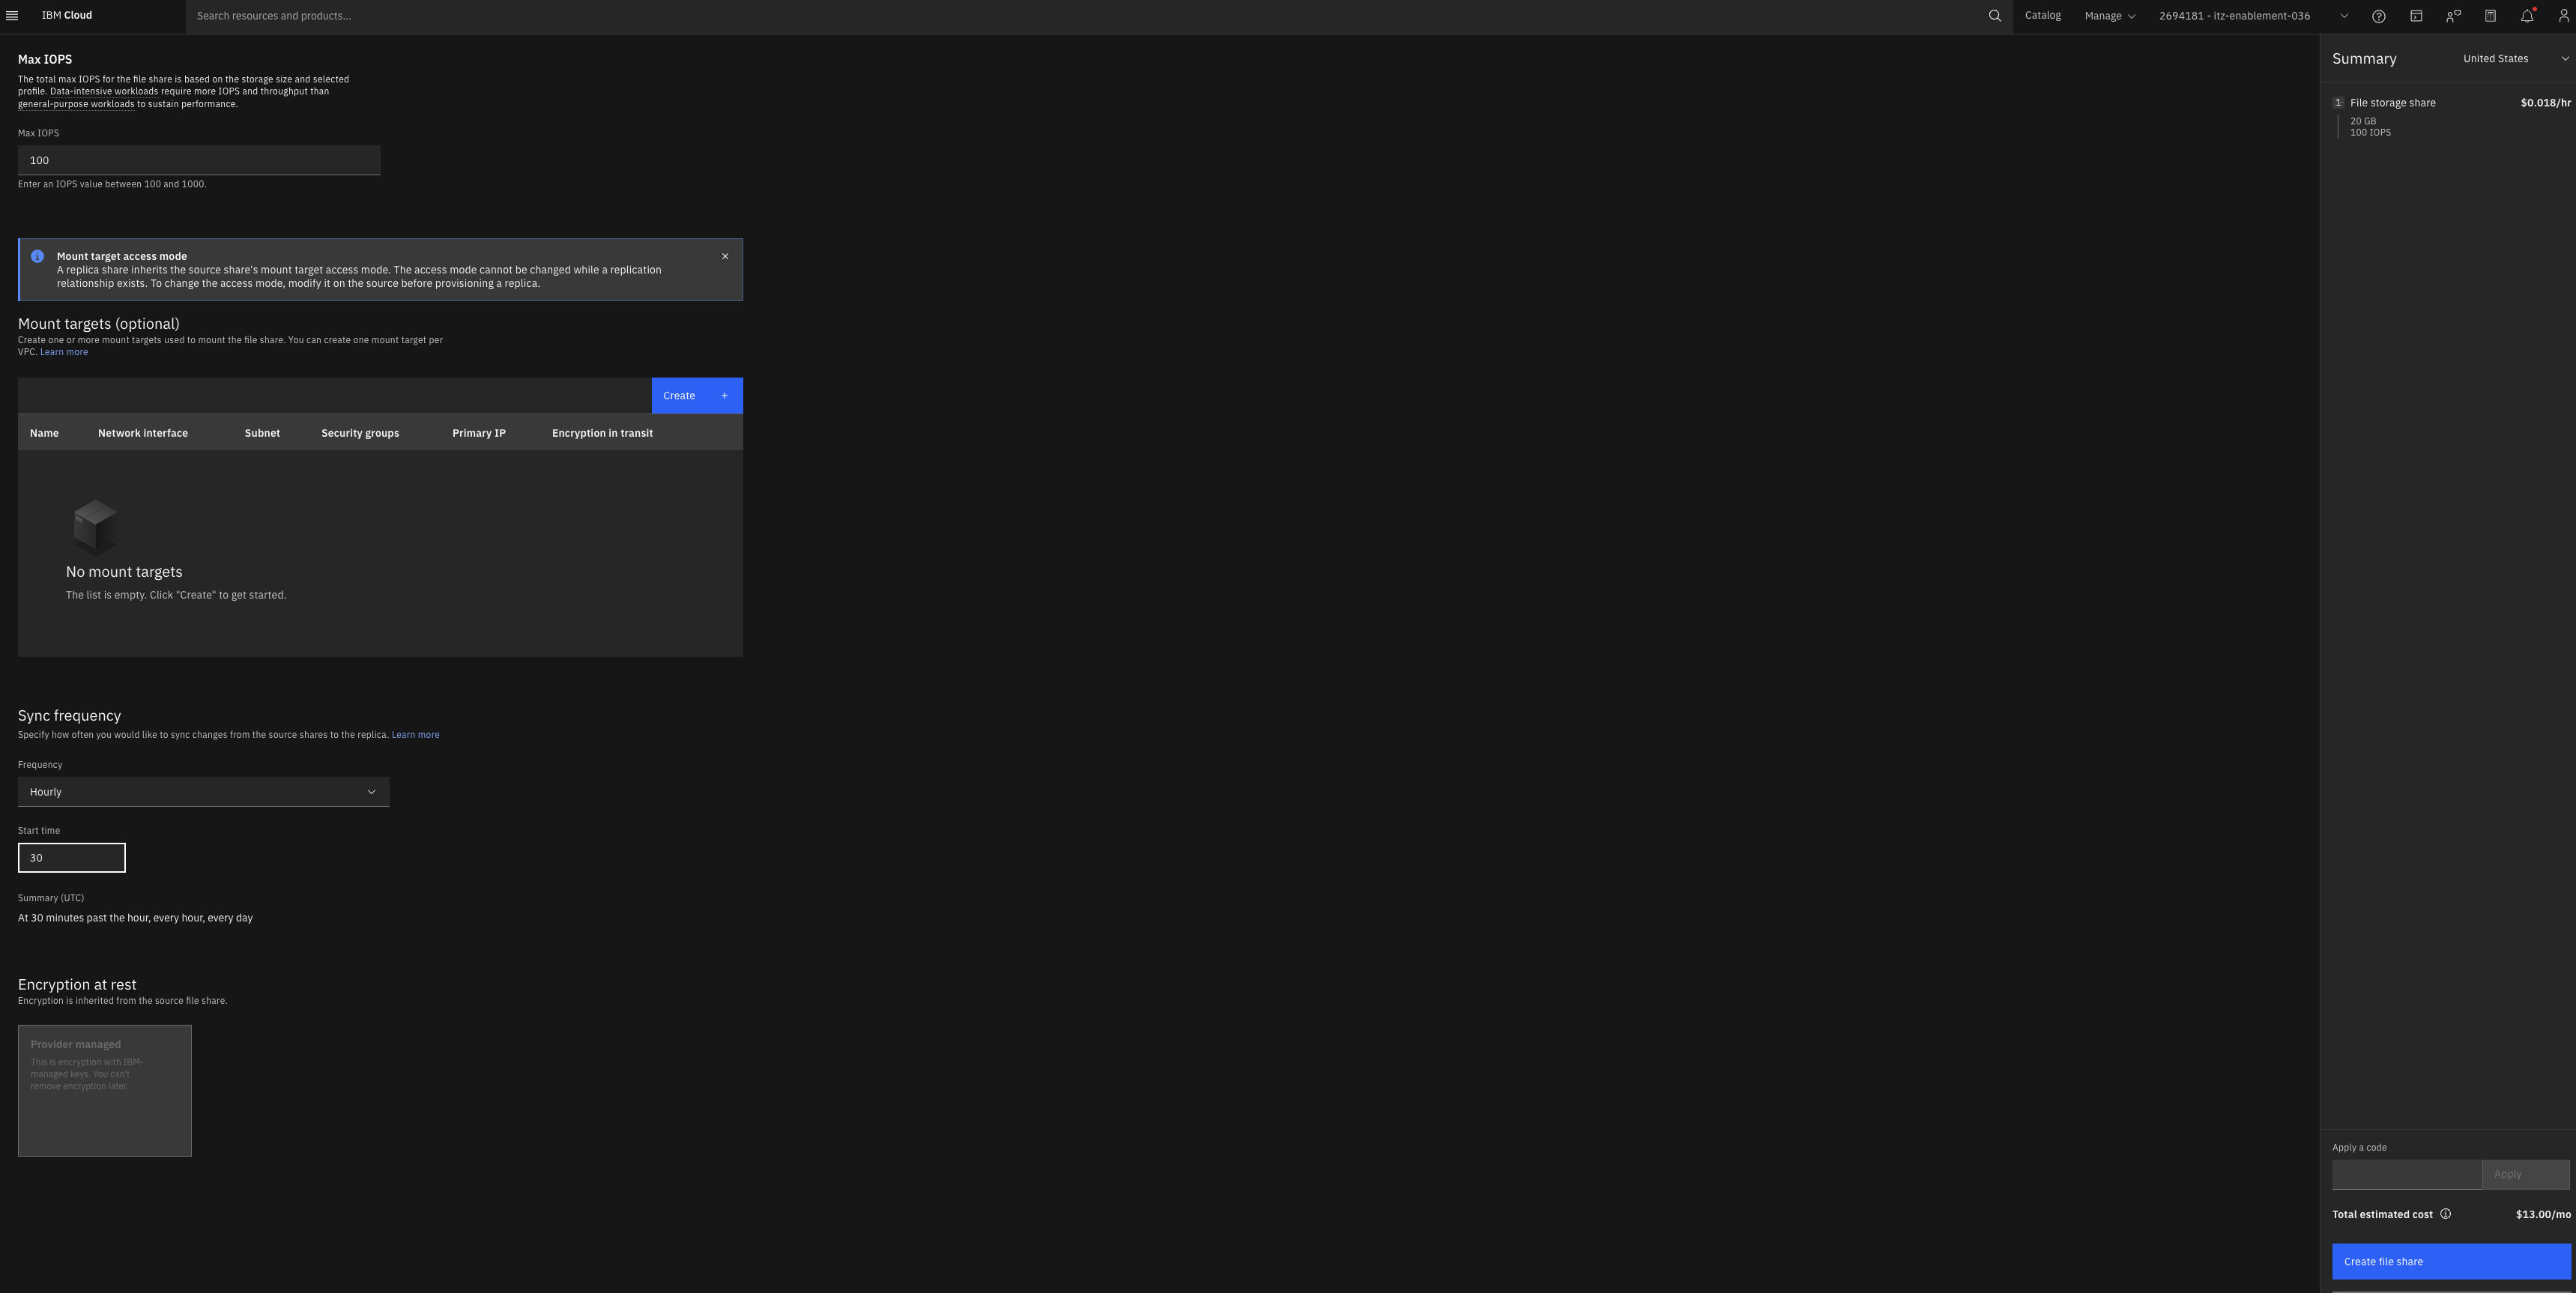 IBM Cloud
Search resources and products...
Catalog
Manage
2694181 - itz-enablement-036
Max IOPS
The total max IOPS for the file share is based on the storage size and selected
profile. Data-intensive workloads require more IOPS and throughput than
general-purpose workloads to sustain performance.
Max IOPS
100
Enter an IOPS value between 100 and 1000.
Mount target access mode
A replica share inherits the source share's mount target access mode. The access mode cannot be changed while a replication
relationship exists. To change the access mode, modify it on the source before provisioning a replica.
Mount targets (optional)
Create one or more mount targets used to mount the file share. You can create one mount target per
VPC. Learn more
Create +
Name Network interface Subnet Security groups Primary IP Encryption in transit
No mount targets
The list is empty. Click "Create" to get started.
Sync frequency
Specify how often you would like to sync changes from the source shares to the replica. Learn more
Frequency
Hourly
Start time
30
Summary (UTC)
At 30 minutes past the hour, every hour, every day
Encryption at rest
Encryption is inherited from the source file share.
Provider managed
This is encryption with IBM-
managed keys. You can't
remove encryption later.
Summary
United States
1 File storage share $0.018/hr
20 GB
100 IOPS
Apply a code
Apply
Total estimated cost $13.00/mo
Create file share